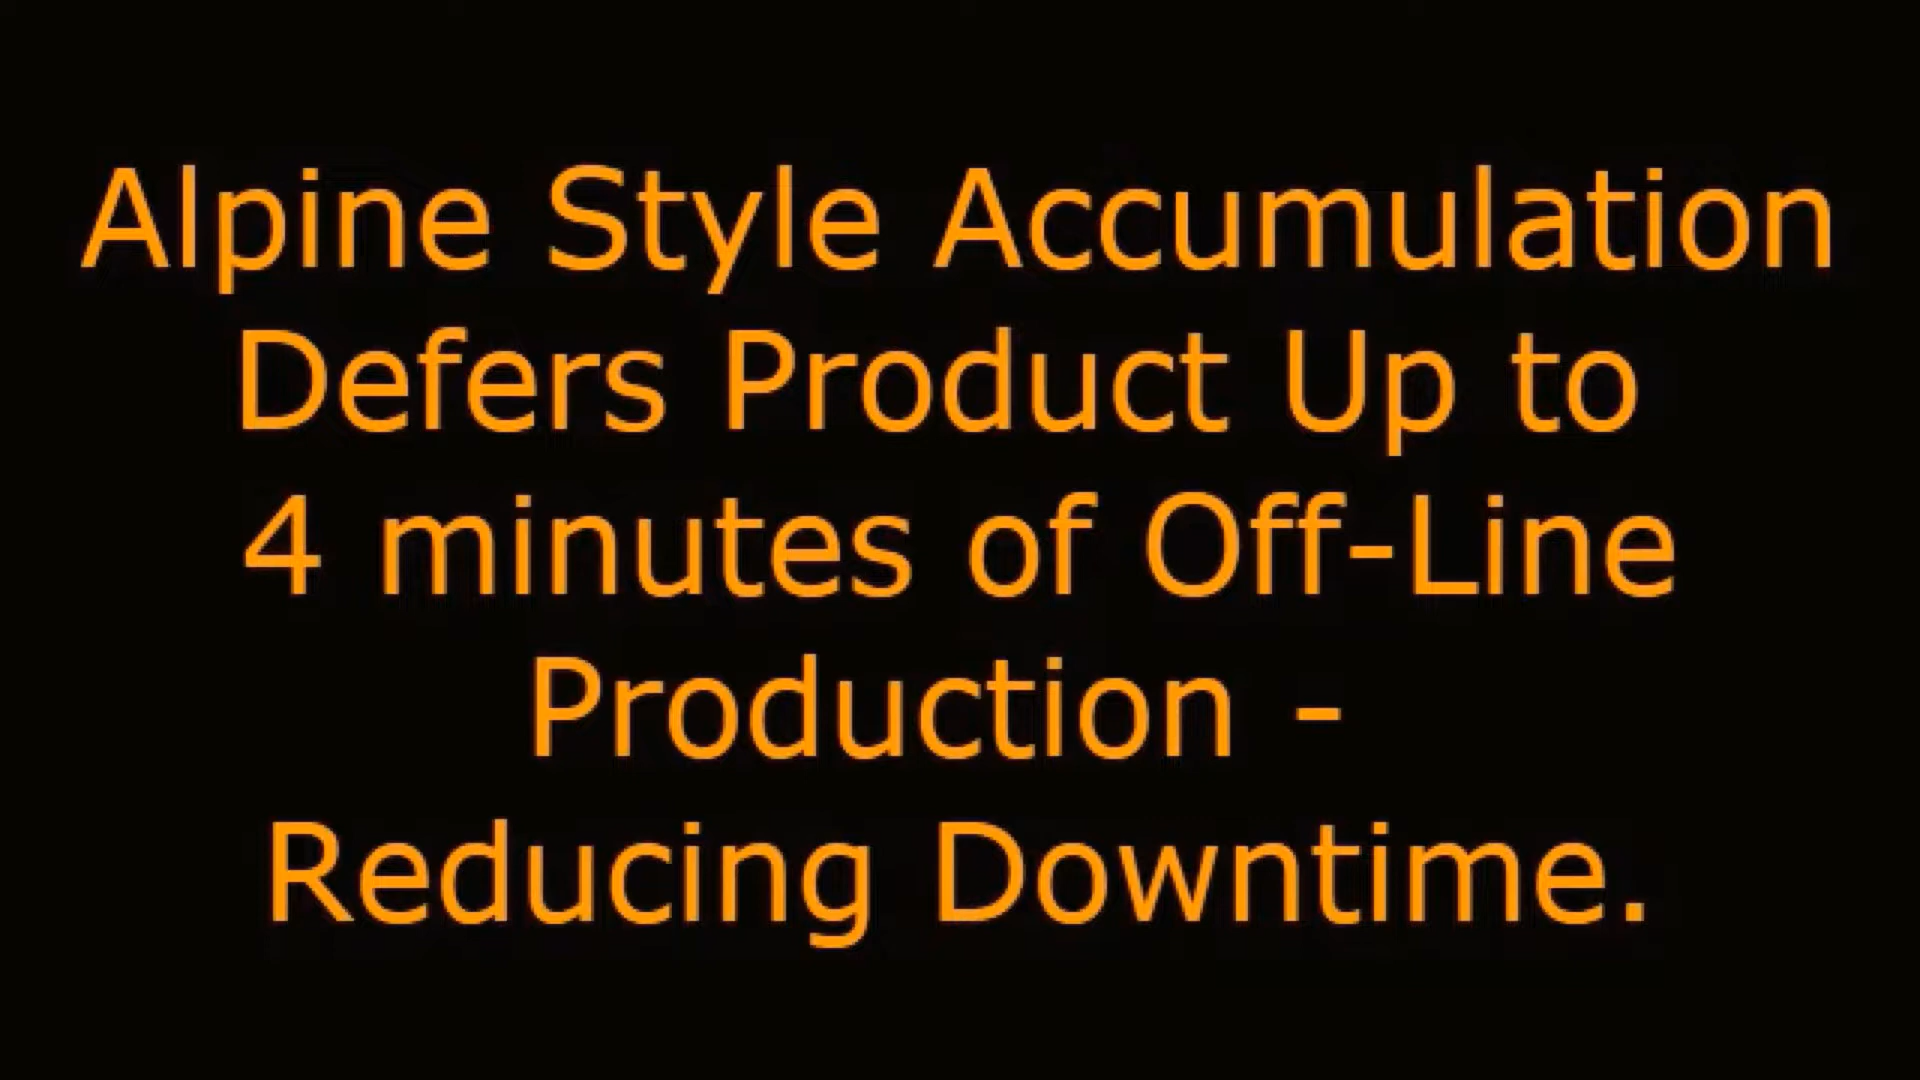 Alpine Style Accumulation
Defers Product Up to
4 minutes of Off-Line
Production -
Reducing Downtime.